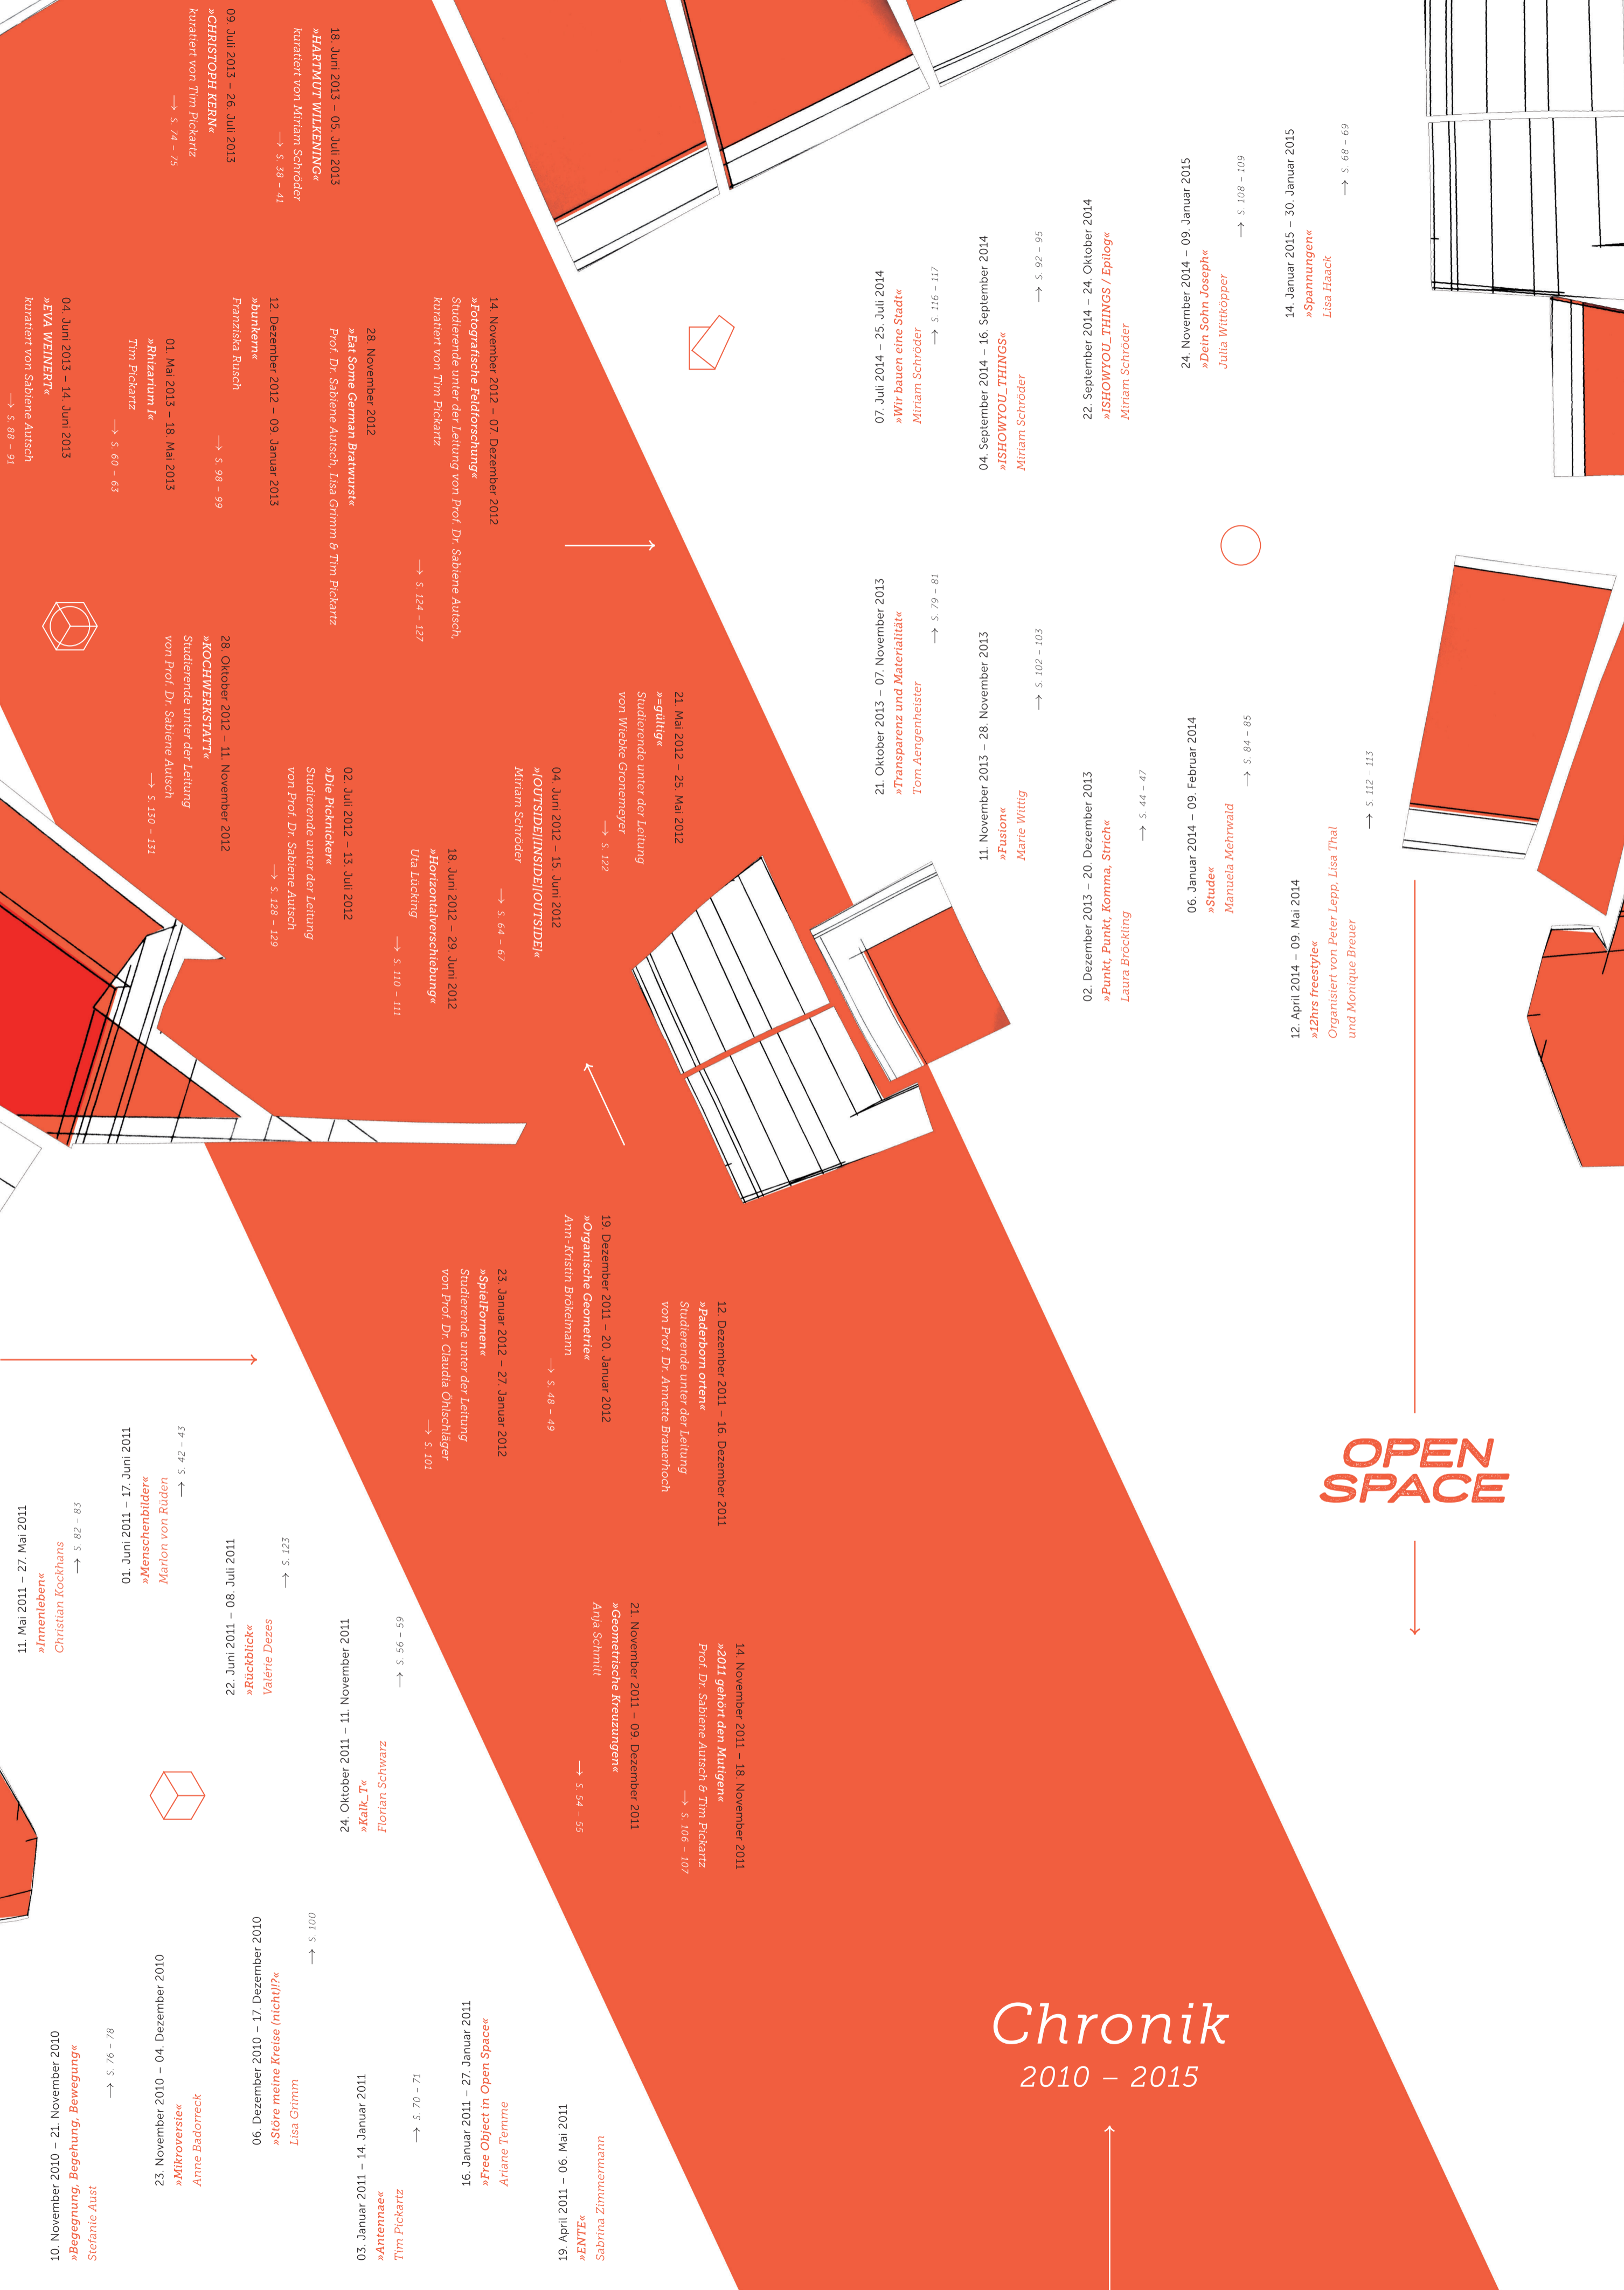 Chronik
2010 – 2015
OPEN
SPACE
10. November 2010 – 21. November 2010
»Begegnung, Begehung, Bewegung«
Stefanie Aust
→ S. 76 – 78
23. November 2010 – 04. Dezember 2010
»Mikroversie«
Anne Badorreck
06. Dezember 2010 – 17. Dezember 2010
»Störe meine Kreise (nicht)!?«
Lisa Grimm
→ S. 100
03. Januar 2011 – 14. Januar 2011
»Antennae«
Tim Pickartz
→ S. 70 – 71
16. Januar 2011 – 27. Januar 2011
»Free Object in Open Space«
Ariane Temme
19. April 2011 – 06. Mai 2011
»ENTE«
Sabrina Zimmermann
11. Mai 2011 – 27. Mai 2011
»Innenleben«
Christian Kockhans
→ S. 82 – 83
01. Juni 2011 – 17. Juni 2011
»Menschenbilder«
Marlon von Rüden
→ S. 42 – 43
22. Juni 2011 – 08. Juli 2011
»Rückblick«
Valérie Dezes
→ S. 123
24. Oktober 2011 – 11. November 2011
»Kalk_T«
Florian Schwarz
→ S. 56 – 59
14. November 2011 – 18. November 2011
»2011 gehört den Mutigen«
Prof. Dr. Sabiene Autsch & Tim Pickartz
→ S. 106 – 107
21. November 2011 – 09. Dezember 2011
»Geometrische Kreuzungen«
Anja Schmitt
→ S. 54 – 55
12. Dezember 2011 – 16. Dezember 2011
»Paderborn orten«
Studierende unter der Leitung
von Prof. Dr. Annette Brauerhoch
19. Dezember 2011 – 20. Januar 2012
»Organische Geometrie«
Ann-Kristin Brökelmann
→ S. 48 – 49
23. Januar 2012 – 27. Januar 2012
»SpielFormen«
Studierende unter der Leitung
von Prof. Dr. Claudia Öhlschläger
→ S. 101
21. Mai 2012 – 25. Mai 2012
»=gültig«
Studierende unter der Leitung
von Wiebke Gronemeyer
→ S. 122
04. Juni 2012 – 15. Juni 2012
»[OUTSIDE][INSIDE][OUTSIDE]«
Miriam Schröder
→ S. 64 – 67
18. Juni 2012 – 29. Juni 2012
»Horizontalverschiebung«
Uta Lücking
→ S. 110 – 111
02. Juli 2012 – 13. Juli 2012
»Die Picknicker«
Studierende unter der Leitung
von Prof. Dr. Sabiene Autsch
→ S. 128 – 129
28. Oktober 2012 – 11. November 2012
»KOCHWERKSTATT«
Studierende unter der Leitung
von Prof. Dr. Sabiene Autsch
→ S. 130 – 131
14. November 2012 – 07. Dezember 2012
»Fotografische Feldforschung«
Studierende unter der Leitung von Prof. Dr. Sabiene Autsch,
kuratiert von Tim Pickartz
→ S. 124 – 127
28. November 2012
»Eat Some German Bratwurst«
Prof. Dr. Sabiene Autsch, Lisa Grimm & Tim Pickartz
12. Dezember 2012 – 09. Januar 2013
»bunkern«
Franziska Rusch
→ S. 98 – 99
01. Mai 2013 – 18. Mai 2013
»Rhizarium I«
Tim Pickartz
→ S. 60 – 63
04. Juni 2013 – 14. Juni 2013
»EVA WEINERT«
kuratiert von Sabiene Autsch
→ S. 88 – 91
18. Juni 2013 – 05. Juli 2013
»HARTMUT WILKENING«
kuratiert von Miriam Schröder
→ S. 38 – 41
09. Juli 2013 – 26. Juli 2013
»CHRISTOPH KERN«
kuratiert von Tim Pickartz
→ S. 74 – 75
21. Oktober 2013 – 07. November 2013
»Transparenz und Materialität«
Tom Aengenheister
→ S. 79 – 81
11. November 2013 – 28. November 2013
»Fusion«
Marie Wittig
→ S. 102 – 103
02. Dezember 2013 – 20. Dezember 2013
»Punkt, Punkt, Komma, Strich«
Laura Bröckling
→ S. 44 – 47
06. Januar 2014 – 09. Februar 2014
»Stude«
Manuela Mehrwald
→ S. 84 – 85
12. April 2014 – 09. Mai 2014
»12hrs freestyle«
Organisiert von Peter Lepp, Lisa Thal
und Monique Breuer
→ S. 112 – 113
07. Juli 2014 – 25. Juli 2014
»Wir bauen eine Stadt«
Miriam Schröder
→ S. 116 – 117
04. September 2014 – 16. September 2014
»ISHOWYOU_THINGS«
Miriam Schröder
→ S. 92 – 95
22. September 2014 – 24. Oktober 2014
»ISHOWYOU_THINGS / Epilog«
Miriam Schröder
24. November 2014 – 09. Januar 2015
»Dein Sohn Joseph«
Julia Wittköpper
→ S. 108 – 109
14. Januar 2015 – 30. Januar 2015
»Spannungen«
Lisa Haack
→ S. 68 – 69